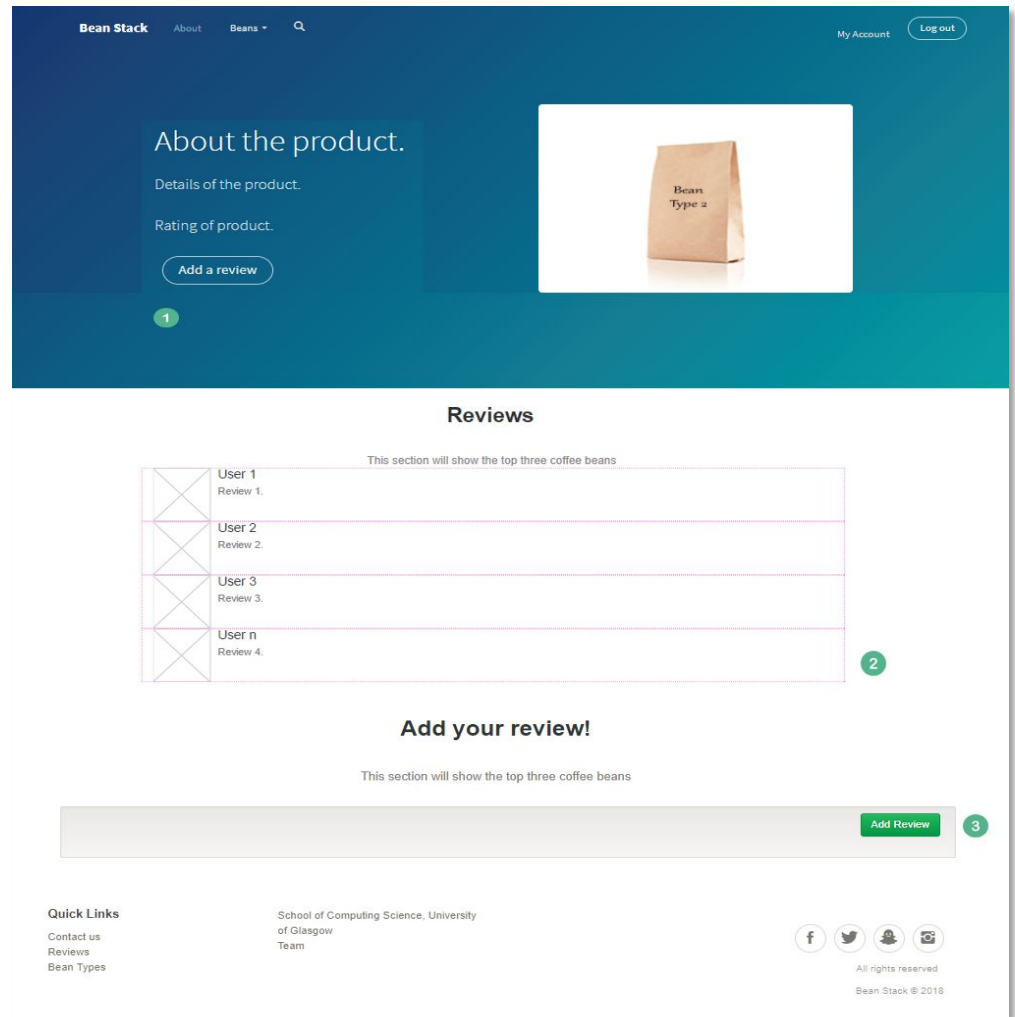 Bean Stack About Beans
My Account Log out
About the product.
Details of the product.
Rating of product.
Add a review
1
Bean
Type 2
Reviews
This section will show the top three coffee beans
User 1
Review 1.
User 2
Review 2.
User 3
Review 3.
User n
Review 4.
2
Add your review!
This section will show the top three coffee beans
Add Review
3
Quick Links
Contact us
Reviews
Bean Types
School of Computing Science, University
of Glasgow
Team
All rights reserved
Bean Stack © 2018